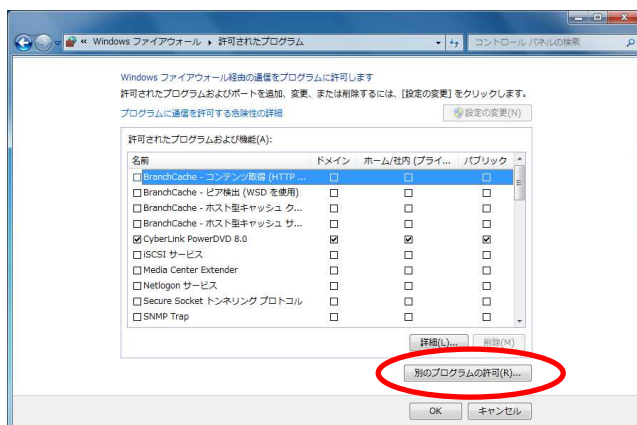 « Windows ファイアウォール ▸ 許可されたプログラム
コントロール パネルの検索
Windows ファイアウォール経由の通信をプログラムに許可します
許可されたプログラムおよびポートを追加、変更、または削除するには、[設定の変更] をクリックします。
プログラムに通信を許可する危険性の詳細
設定の変更(N)
許可されたプログラムおよび機能(A):
名前 ドメイン ホーム/社内 (プライ... パブリック
BranchCache - コンテンツ取得 (HTTP ...
BranchCache - ピア検出 (WSD を使用)
BranchCache - ホスト型キャッシュ ク...
BranchCache - ホスト型キャッシュ サ...
CyberLink PowerDVD 8.0
iSCSI サービス
Media Center Extender
Netlogon サービス
Secure Socket トンネリング プロトコル
SNMP Trap
詳細(L)... 削除(M)
別のプログラムの許可(R)...
OK キャンセル